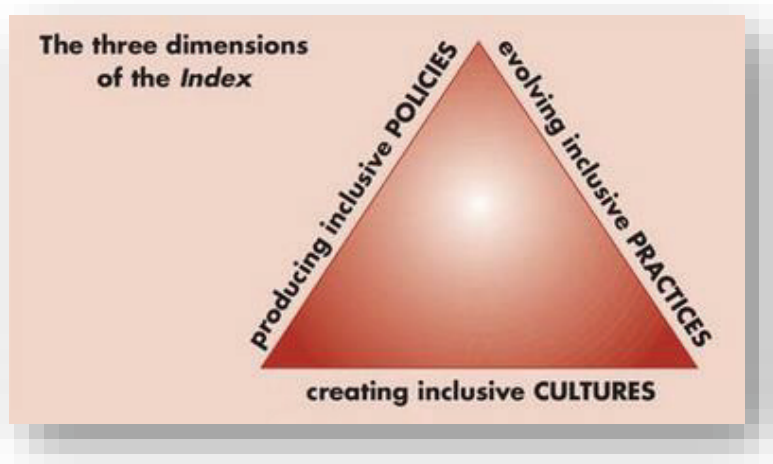 The three dimensions
of the Index
producing inclusive POLICIES
evolving inclusive PRACTICES
creating inclusive CULTURES